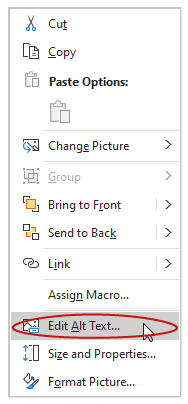 Cut
Copy
Paste Options:
Change Picture
Group
Bring to Front
Send to Back
Link
Assign Macro...
Edit Alt Text...
Size and Properties...
Format Picture...